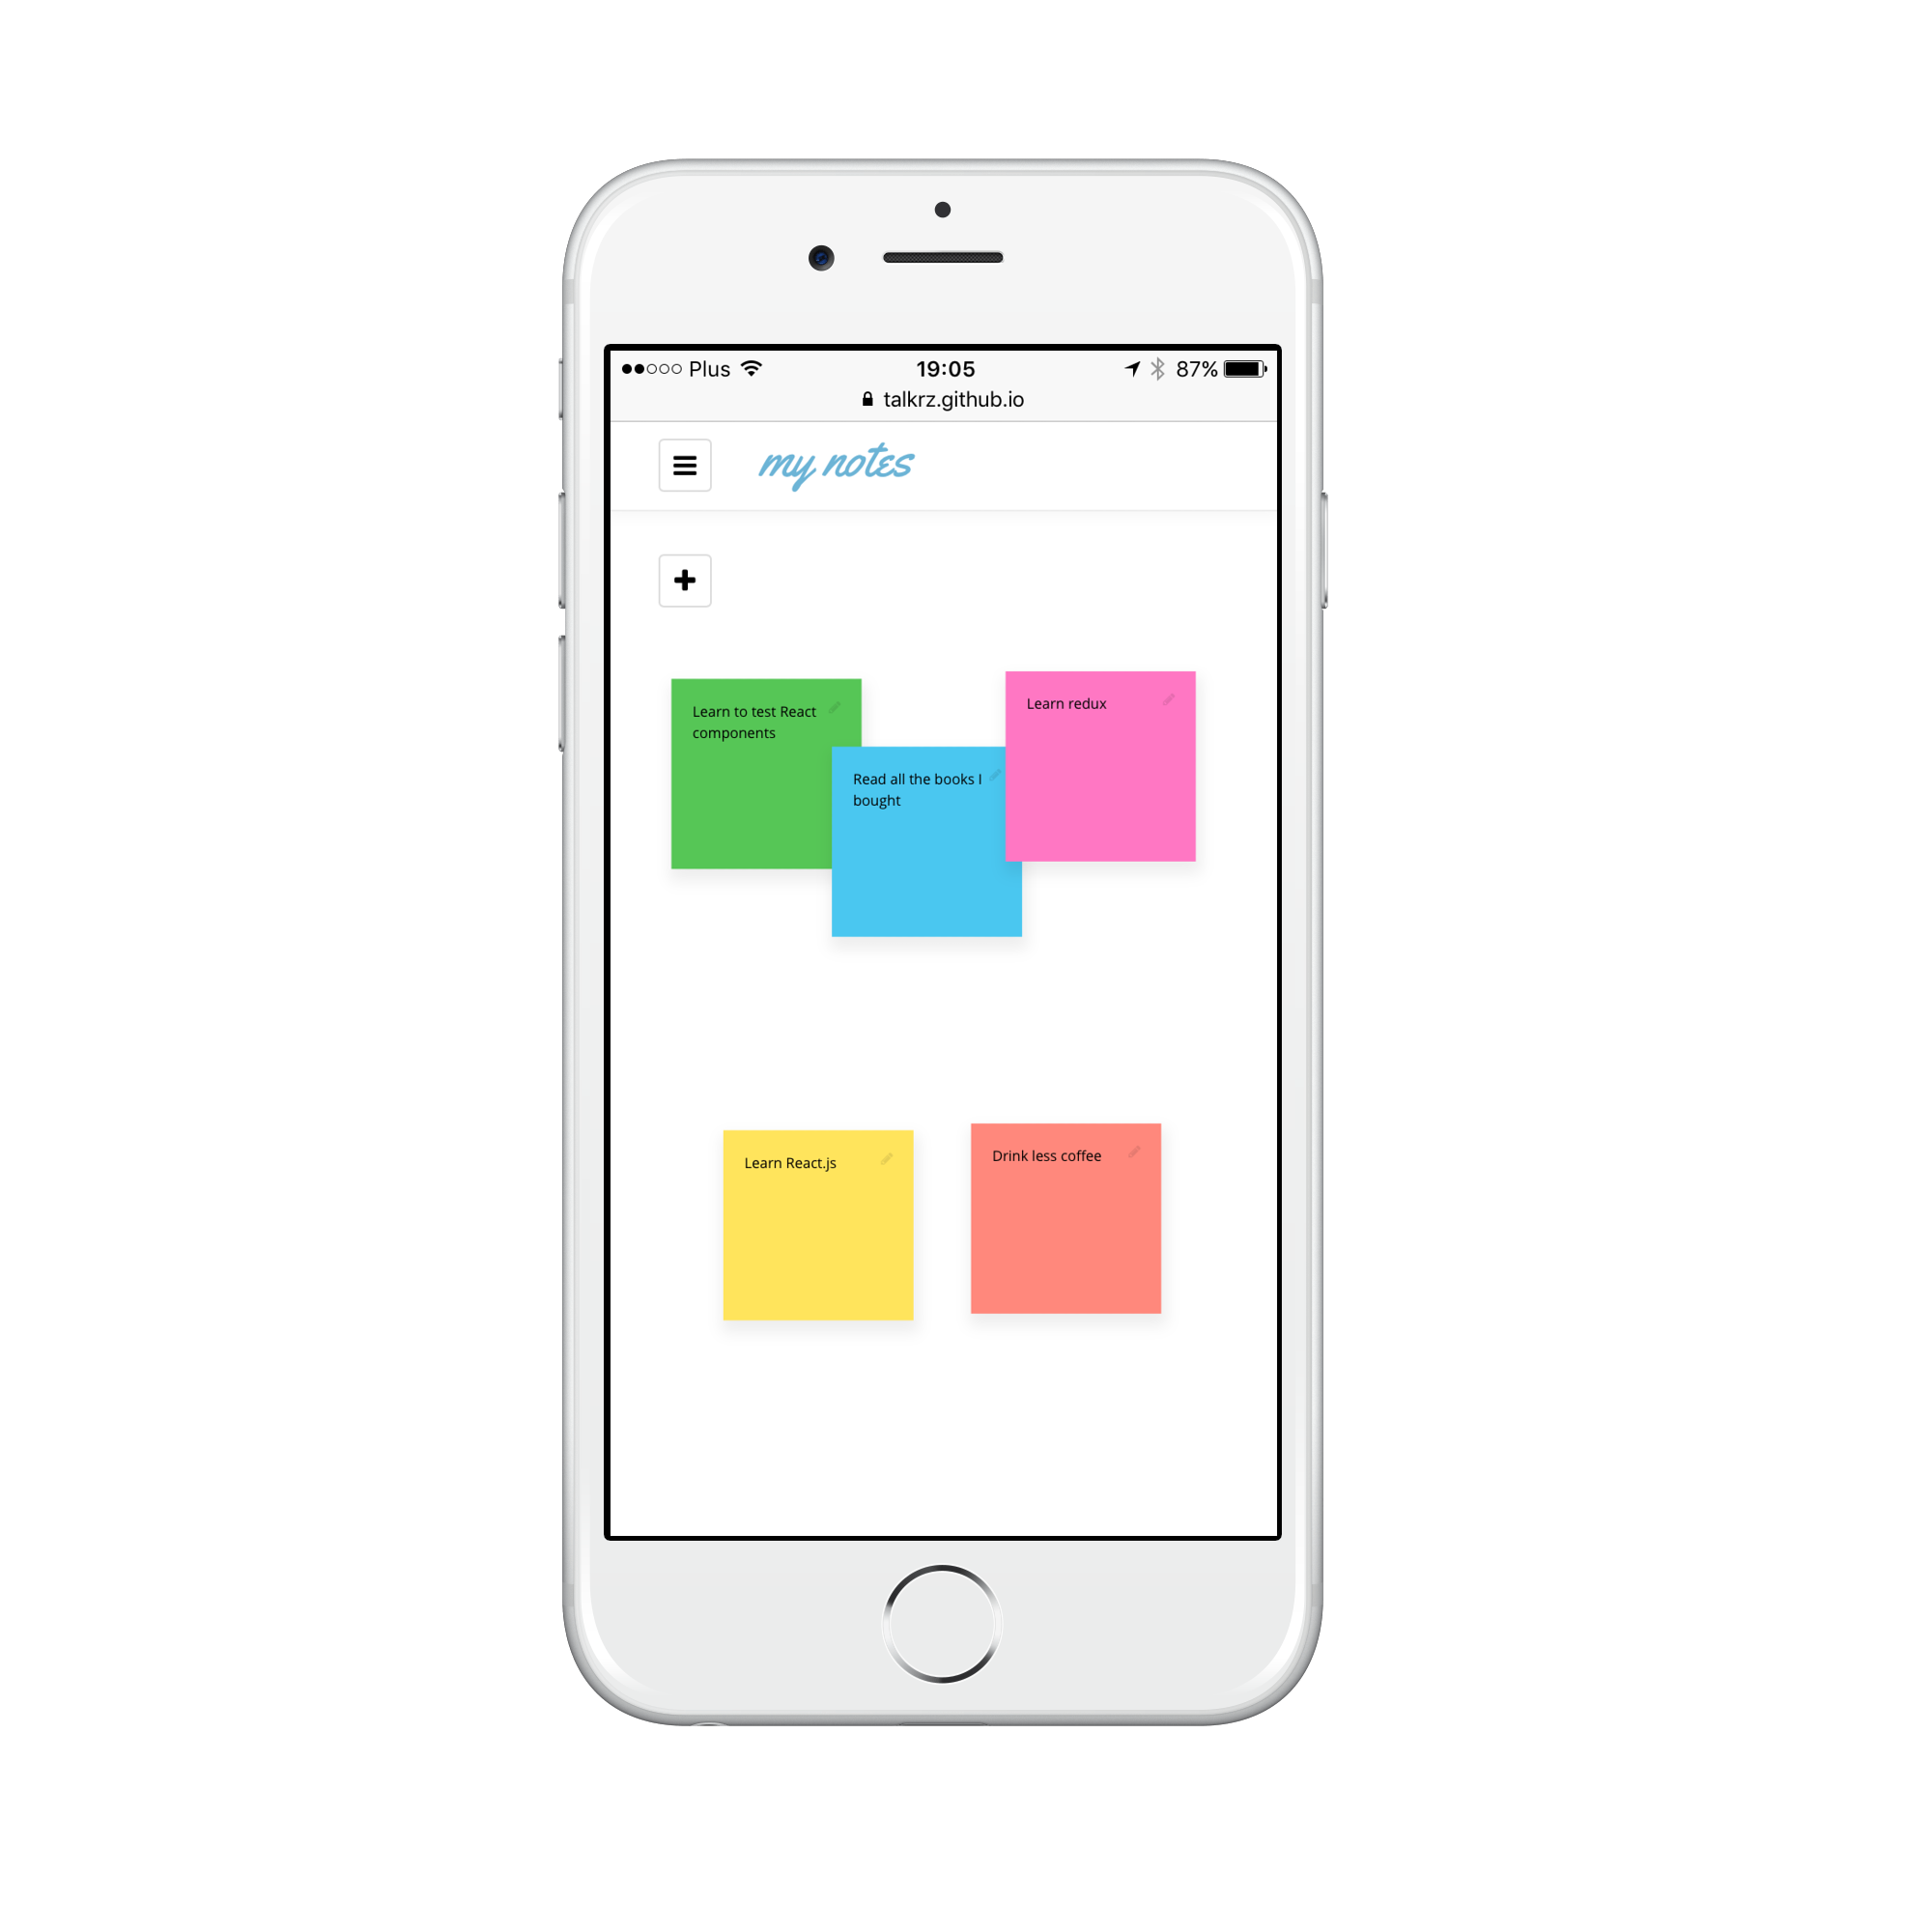 Plus 19:05 87%
talkrz.github.io
my notes
Learn to test React
components
Read all the books I
bought
Learn redux
Learn React.js
Drink less coffee